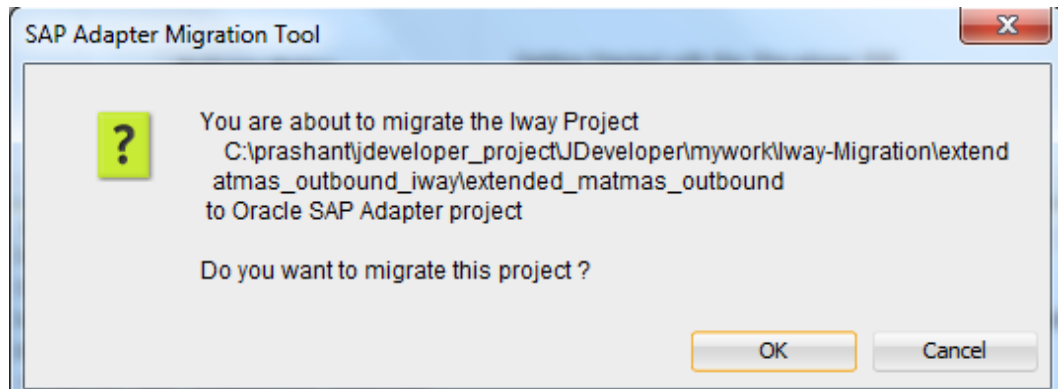 SAP Adapter Migration Tool
You are about to migrate the Iway Project
C:\prashant\jdeveloper_project\JDeveloper\mywork\Iway-Migration\extend
atmas_outbound_iway\extended_matmas_outbound
to Oracle SAP Adapter project
Do you want to migrate this project ?
OK Cancel